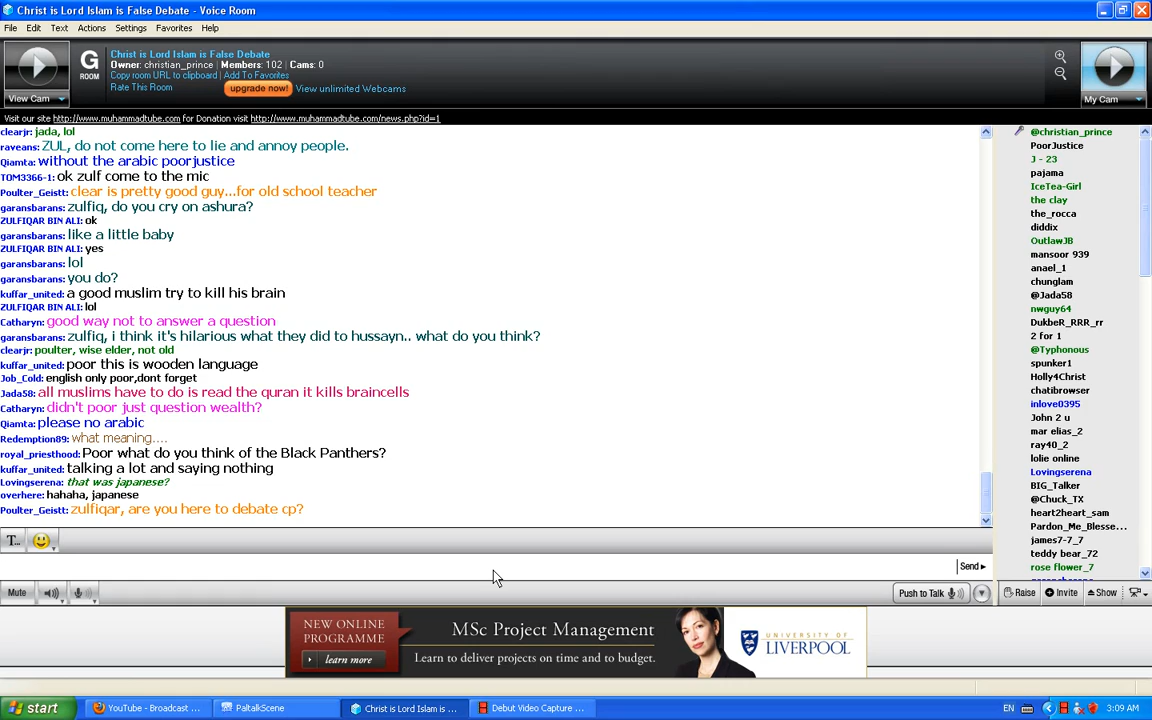 Christ is Lord Islam is False Debate - Voice Room
File Edit Text Actions Settings Favorites Help
View Cam
G
ROOM
Christ is Lord Islam is False Debate
Owner: christian_prince | Members: 102 | Cams: 0
Copy room URL to clipboard | Add To Favorites
Rate This Room
upgrade now! View unlimited Webcams
My Cam
Visit our site http://www.muhammadtube.com for Donation visit http://www.muhammadtube.com/news.php?id=1
clearjr: jada, lol
raveans: ZUL, do not come here to lie and annoy people.
Qiamta: without the arabic poorjustice
TOM3366-1: ok zulf come to the mic
Poulter_Geistt: clear is pretty good guy...for old school teacher
garansbarans: zulfiq, do you cry on ashura?
ZULFIQAR BIN ALI: ok
garansbarans: like a little baby
ZULFIQAR BIN ALI: yes
garansbarans: lol
garansbarans: you do?
kuffar_united: a good muslim try to kill his brain
ZULFIQAR BIN ALI: lol
Catharyn: good way not to answer a question
garansbarans: zulfiq, i think it's hilarious what they did to hussayn.. what do you think?
clearjr: poulter, wise elder, not old
kuffar_united: poor this is wooden language
Job_Cold: english only poor,dont forget
Jada58: all muslims have to do is read the quran it kills braincells
Catharyn: didn't poor just question wealth?
Qiamta: please no arabic
Redemption89: what meaning....
royal_priesthood: Poor what do you think of the Black Panthers?
kuffar_united: talking a lot and saying nothing
Lovingserena: that was japanese?
overhere: hahaha, japanese
Poulter_Geistt: zulfiqar, are you here to debate cp?
@christian_prince
PoorJustice
J - 23
pajama
IceTea-Girl
the clay
the_rocca
diddix
OutlawJB
mansoor 939
anael_1
chunglam
@Jada58
nwguy64
DukbeR_RRR_rr
2 for 1
@Typhonous
spunker1
Holly4Christ
chatibrowser
inlove0395
John 2 u
mar elias_2
ray40_2
lolie online
Lovingserena
BIG_Talker
@Chuck_TX
heart2heart_sam
Pardon_Me_Blesse...
james7-7_7
teddy bear_72
rose flower_7
T...
Send
Mute
Push to Talk
Raise Invite Show
NEW ONLINE
PROGRAMME
learn more
MSc Project Management
Learn to deliver projects on time and to budget.
UNIVERSITY OF
LIVERPOOL
start YouTube - Broadcast ... PaltalkScene Christ is Lord Islam is ... Debut Video Capture ... EN 3:09 AM